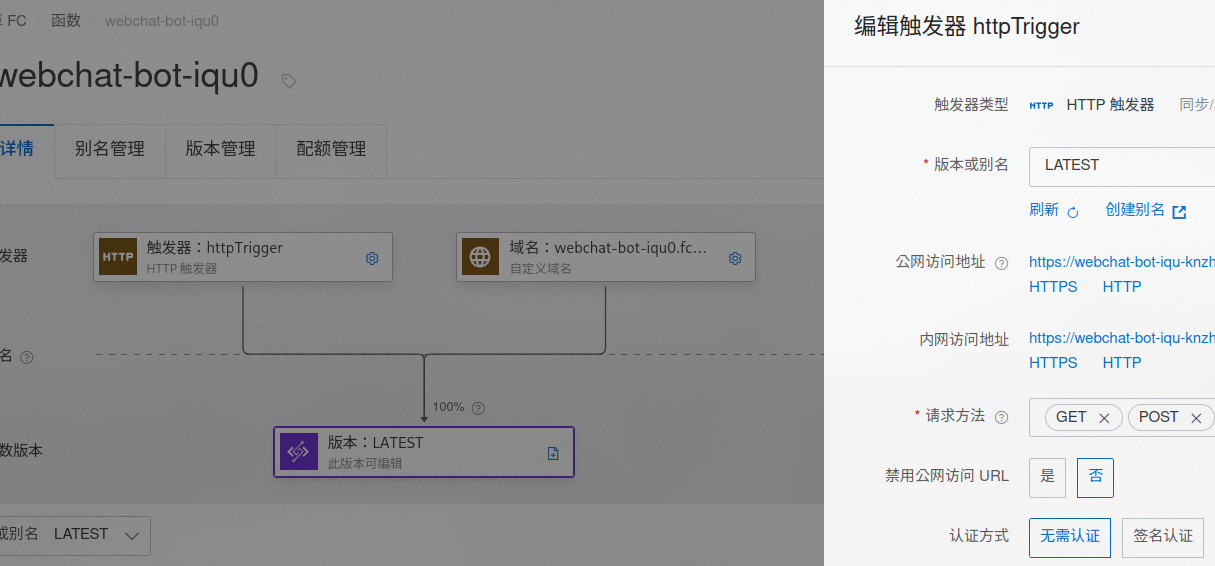 FC / 函数 / webchat-bot-iqu0
webchat-bot-iqu0
详情 别名管理 版本管理 配额管理
发器
HTTP 触发器：httpTrigger
HTTP 触发器
域名：webchat-bot-iqu0.fc...
自定义域名
名
100%
数版本
版本：LATEST
此版本可编辑
或别名 LATEST
编辑触发器 httpTrigger
触发器类型 HTTP HTTP 触发器 同步/
* 版本或别名 LATEST
刷新 创建别名
公网访问地址 https://webchat-bot-iqu-knzh
HTTPS HTTP
内网访问地址 https://webchat-bot-iqu-knzh
HTTPS HTTP
* 请求方法 GET POST
禁用公网访问 URL 是 否
认证方式 无需认证 签名认证